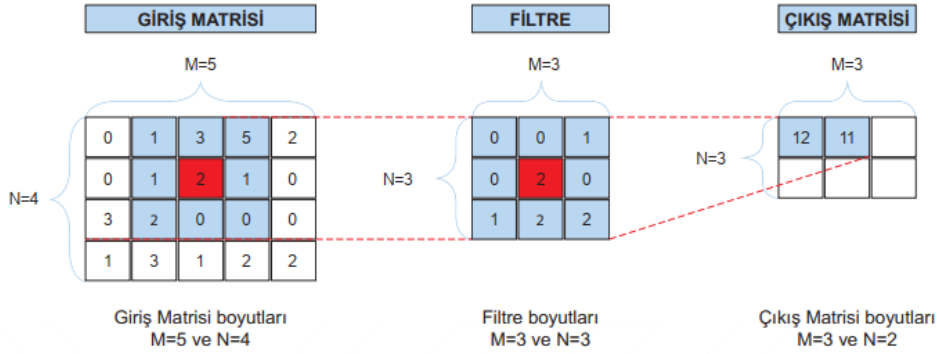 GİRİŞ MATRİSİ
FİLTRE
ÇIKIŞ MATRİSİ
M=5
M=3
M=3
N=4
0 1 3 5 2
0 1 2 1 0
3 2 0 0 0
1 3 1 2 2
N=3
0 0 1
0 2 0
1 2 2
N=3
12 11
Giriş Matrisi boyutları
M=5 ve N=4
Filtre boyutları
M=3 ve N=3
Çıkış Matrisi boyutları
M=3 ve N=2